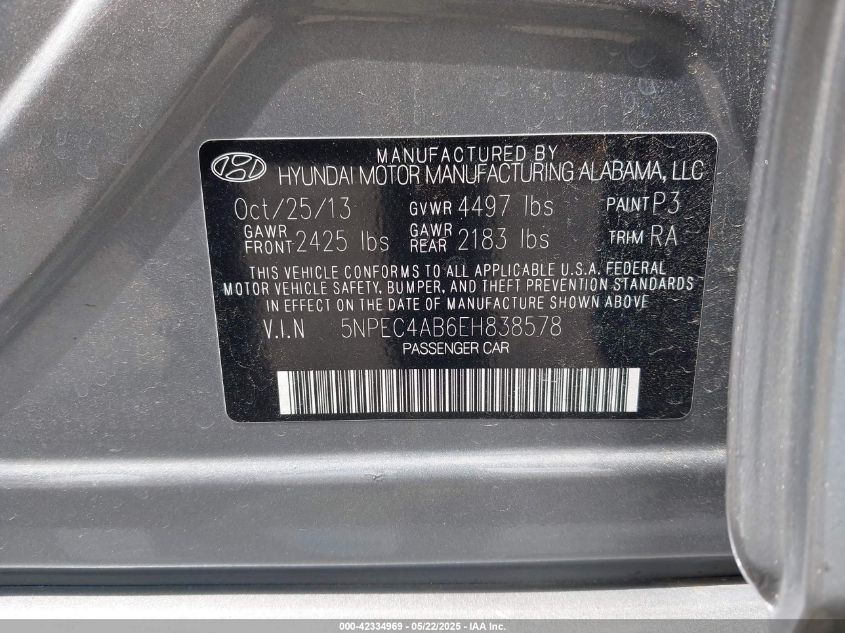 MANUFACTURED BY
HYUNDAI MOTOR MANUFACTURING ALABAMA, LLC
Oct/25/13 GVWR 4497 lbs PAINT P3
GAWR FRONT 2425 lbs GAWR REAR 2183 lbs TRIM RA
THIS VEHICLE CONFORMS TO ALL APPLICABLE U.S.A. FEDERAL
MOTOR VEHICLE SAFETY, BUMPER, AND THEFT PREVENTION STANDARDS
IN EFFECT ON THE DATE OF MANUFACTURE SHOWN ABOVE
V.I.N 5NPEC4AB6EH838578
PASSENGER CAR
000-42334969 - 05/22/2025 - IAA Inc.